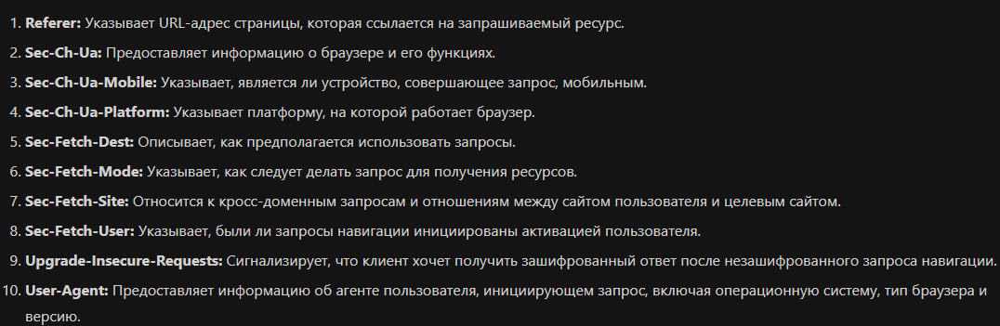 1. Referer: Указывает URL-адрес страницы, которая ссылается на запрашиваемый ресурс.
2. Sec-Ch-Ua: Предоставляет информацию о браузере и его функциях.
3. Sec-Ch-Ua-Mobile: Указывает, является ли устройство, совершающее запрос, мобильным.
4. Sec-Ch-Ua-Platform: Указывает платформу, на которой работает браузер.
5. Sec-Fetch-Dest: Описывает, как предполагается использовать запросы.
6. Sec-Fetch-Mode: Указывает, как следует делать запрос для получения ресурсов.
7. Sec-Fetch-Site: Относится к кросс-доменным запросам и отношениям между сайтом пользователя и целевым сайтом.
8. Sec-Fetch-User: Указывает, были ли запросы навигации инициированы активацией пользователя.
9. Upgrade-Insecure-Requests: Сигнализирует, что клиент хочет получить зашифрованный ответ после незашифрованного запроса навигации.
10. User-Agent: Предоставляет информацию об агенте пользователя, инициирующем запрос, включая операционную систему, тип браузера и
версию.